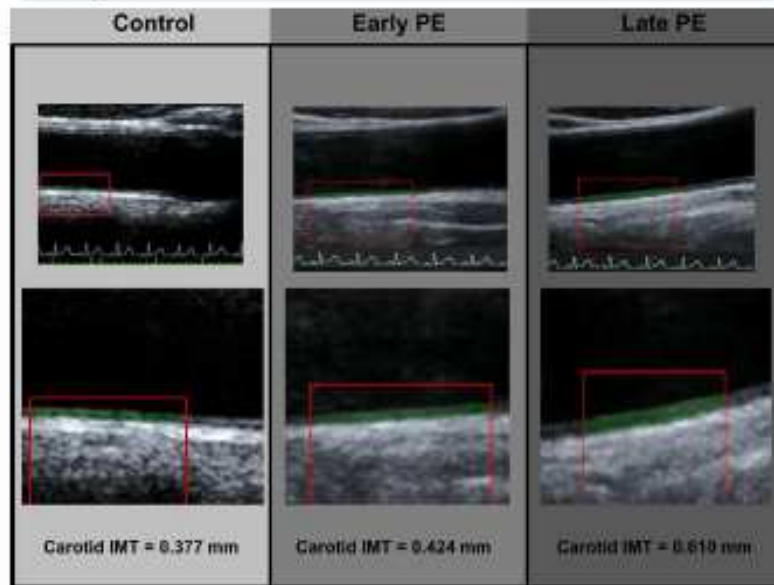 Control
Early PE
Late PE
Carotid IMT = 0.377 mm
Carotid IMT = 0.424 mm
Carotid IMT = 0.610 mm